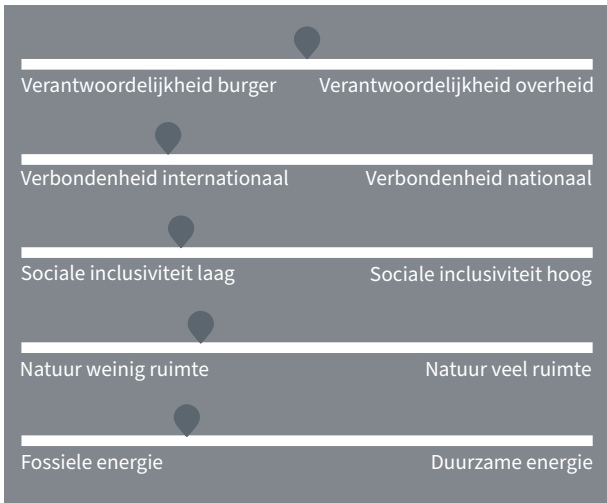 Verantwoordelijkheid burger Verantwoordelijkheid overheid
Verbondenheid internationaal Verbondenheid nationaal
Sociale inclusiviteit laag Sociale inclusiviteit hoog
Natuur weinig ruimte Natuur veel ruimte
Fossiele energie Duurzame energie